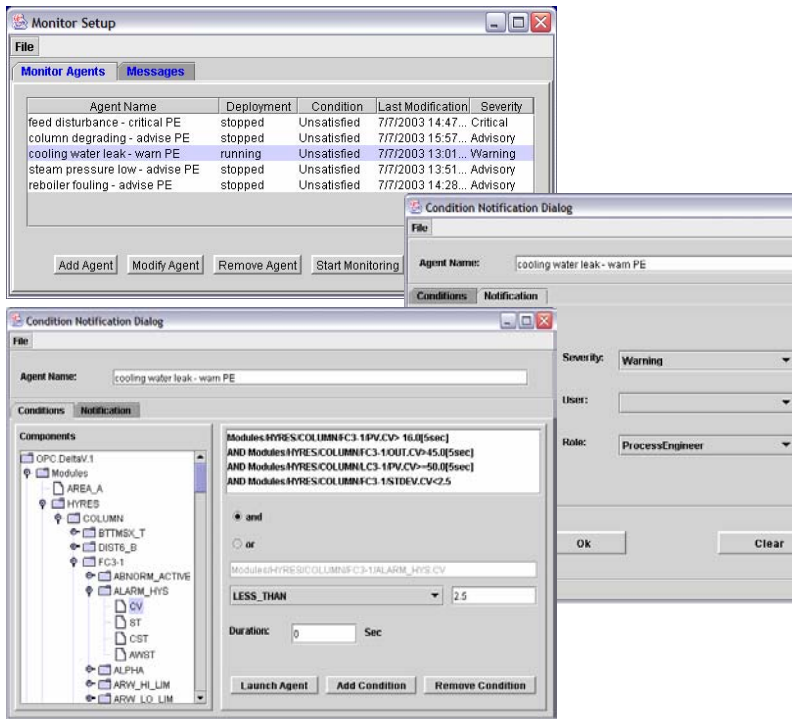 Monitor Setup
File
Monitor Agents Messages
Agent Name Deployment Condition Last Modification Severity
feed disturbance - critical PE stopped Unsatisfied 7/7/2003 14:47... Critical
column degrading - advise PE stopped Unsatisfied 7/7/2003 15:57... Advisory
cooling water leak - warn PE running Unsatisfied 7/7/2003 13:01... Warning
steam pressure low - advise PE stopped Unsatisfied 7/7/2003 13:51... Advisory
reboiler fouling - advise PE stopped Unsatisfied 7/7/2003 14:28... Advisory
Add Agent Modify Agent Remove Agent Start Monitoring
Condition Notification Dialog
File
Agent Name: cooling water leak - warn PE
Conditions Notification
Severity: Warning
User:
Role: ProcessEngineer
Ok Clear
Condition Notification Dialog
File
Agent Name: cooling water leak - warn PE
Conditions Notification
Components
OPC.DeltaV.1
Modules
AREA_A
HYRES
COLUMN
BTTMSX_T
DIST6_B
FC3-1
ABNORM_ACTIVE
ALARM_HYS
CV
ST
CST
AWST
ALPHA
ARW_HI_LIM
ARW_LO_LIM
Modules/HYRES/COLUMN/FC3-1/PV.CV> 16.0[5sec]
AND Modules/HYRES/COLUMN/FC3-1/OUT.CV>45.0[5sec]
AND Modules/HYRES/COLUMN/LC3-1/PV.CV>=50.0[5sec]
AND Modules/HYRES/COLUMN/FC3-1/STDEV.CV<2.5
and
or
Modules/HYRES/COLUMN/FC3-1/ALARM_HYS.CV
LESS_THAN 2.5
Duration: 0 Sec
Launch Agent Add Condition Remove Condition